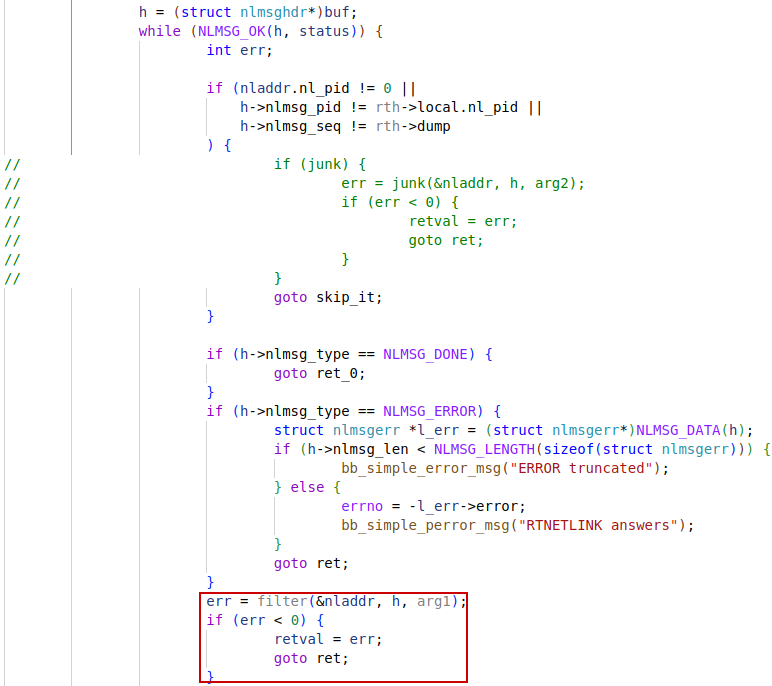 h = (struct nlmsghdr*)buf;
while (NLMSG_OK(h, status)) {
int err;
if (nladdr.nl_pid != 0 ||
h->nlmsg_pid != rth->local.nl_pid ||
h->nlmsg_seq != rth->dump
) {
// if (junk) {
// err = junk(&nladdr, h, arg2);
// if (err < 0) {
// retval = err;
// goto ret;
// }
// }
goto skip_it;
}
if (h->nlmsg_type == NLMSG_DONE) {
goto ret_0;
}
if (h->nlmsg_type == NLMSG_ERROR) {
struct nlmsgerr *l_err = (struct nlmsgerr*)NLMSG_DATA(h);
if (h->nlmsg_len < NLMSG_LENGTH(sizeof(struct nlmsgerr))) {
bb_simple_error_msg("ERROR truncated");
} else {
errno = -l_err->error;
bb_simple_perror_msg("RTNETLINK answers");
}
goto ret;
}
err = filter(&nladdr, h, arg1);
if (err < 0) {
retval = err;
goto ret;
}